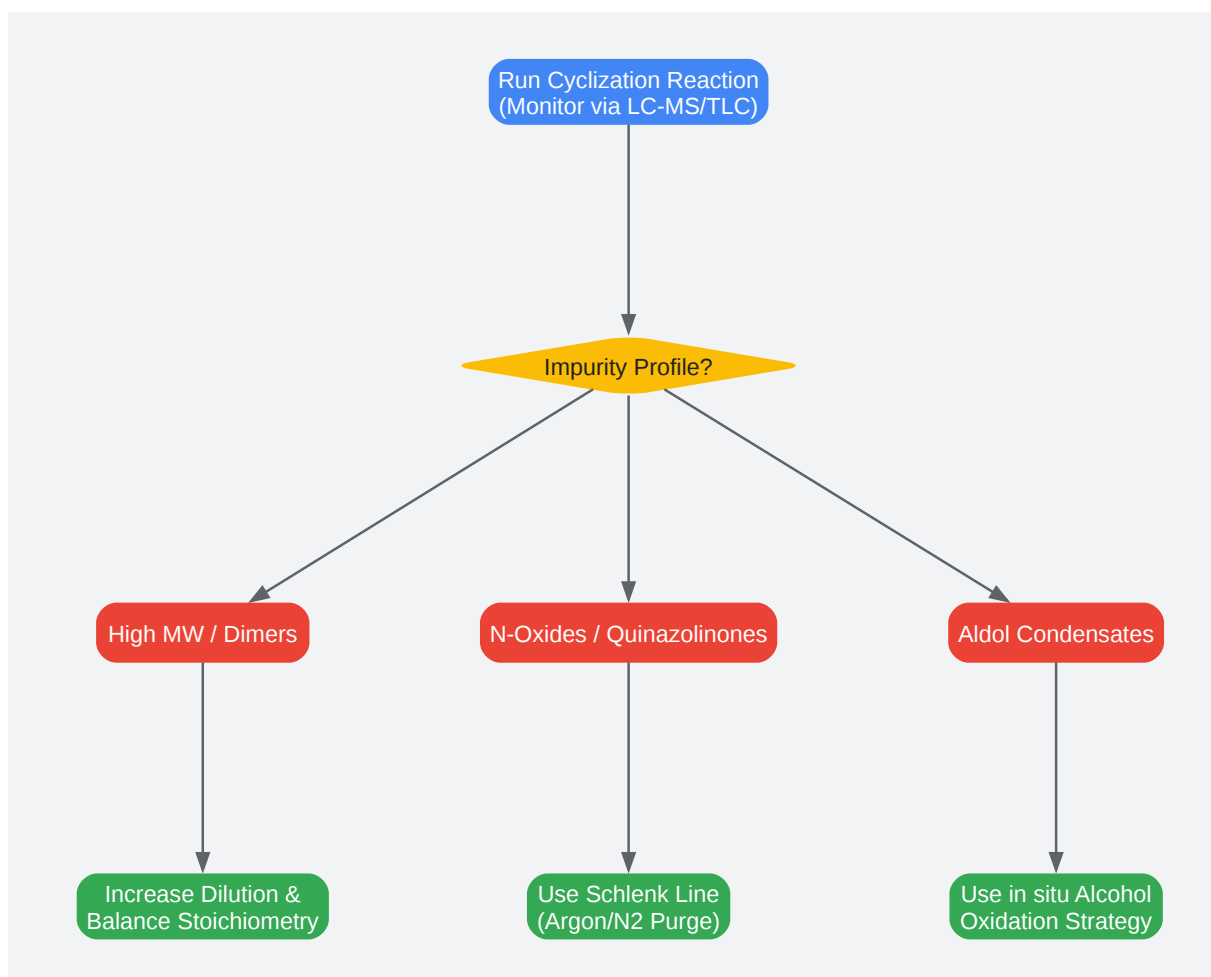 Run Cyclization Reaction
(Monitor via LC-MS/TLC)
Impurity Profile?
High MW / Dimers
N-Oxides / Quinazolinones
Aldol Condensates
Increase Dilution &
Balance Stoichiometry
Use Schlenk Line
(Argon/N2 Purge)
Use in situ Alcohol
Oxidation Strategy